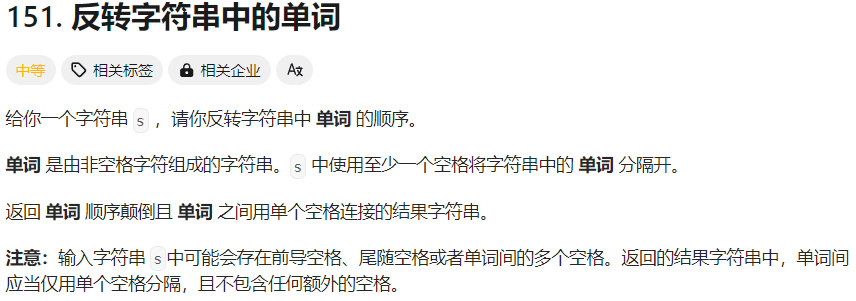 151. 反转字符串中的单词
中等 相关标签 相关企业 A文
给你一个字符串 s ，请你反转字符串中 单词 的顺序。
单词 是由非空格字符组成的字符串。s 中使用至少一个空格将字符串中的 单词 分隔开。
返回 单词 顺序颠倒且 单词 之间用单个空格连接的结果字符串。
注意：输入字符串 s中可能会存在前导空格、尾随空格或者单词间的多个空格。返回的结果字符串中，单词间
应当仅用单个空格分隔，且不包含任何额外的空格。